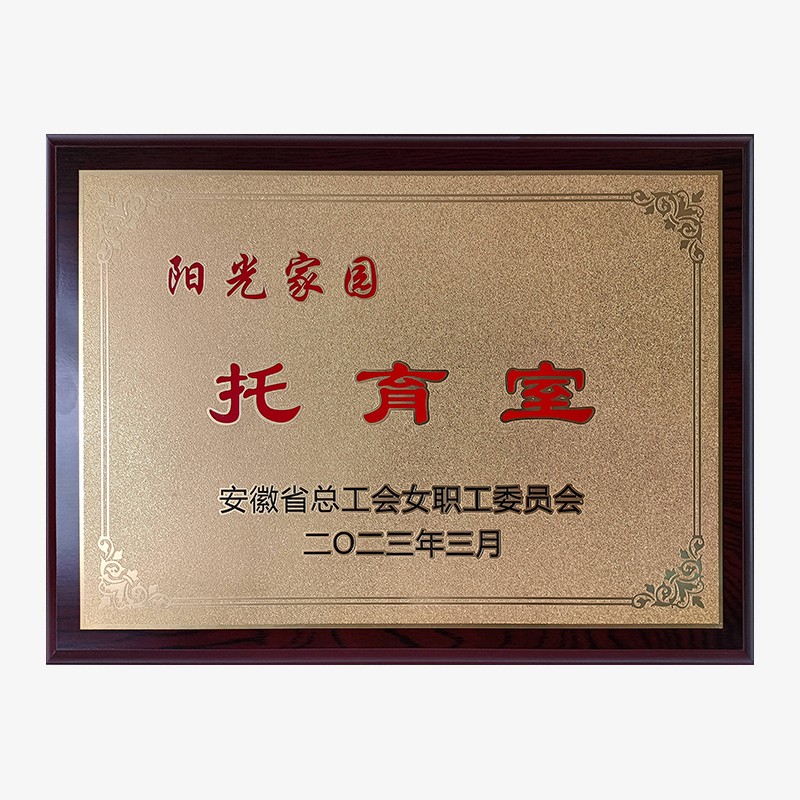 阳光家园
托育室
安徽省总工会女职工委员会
二〇二三年三月